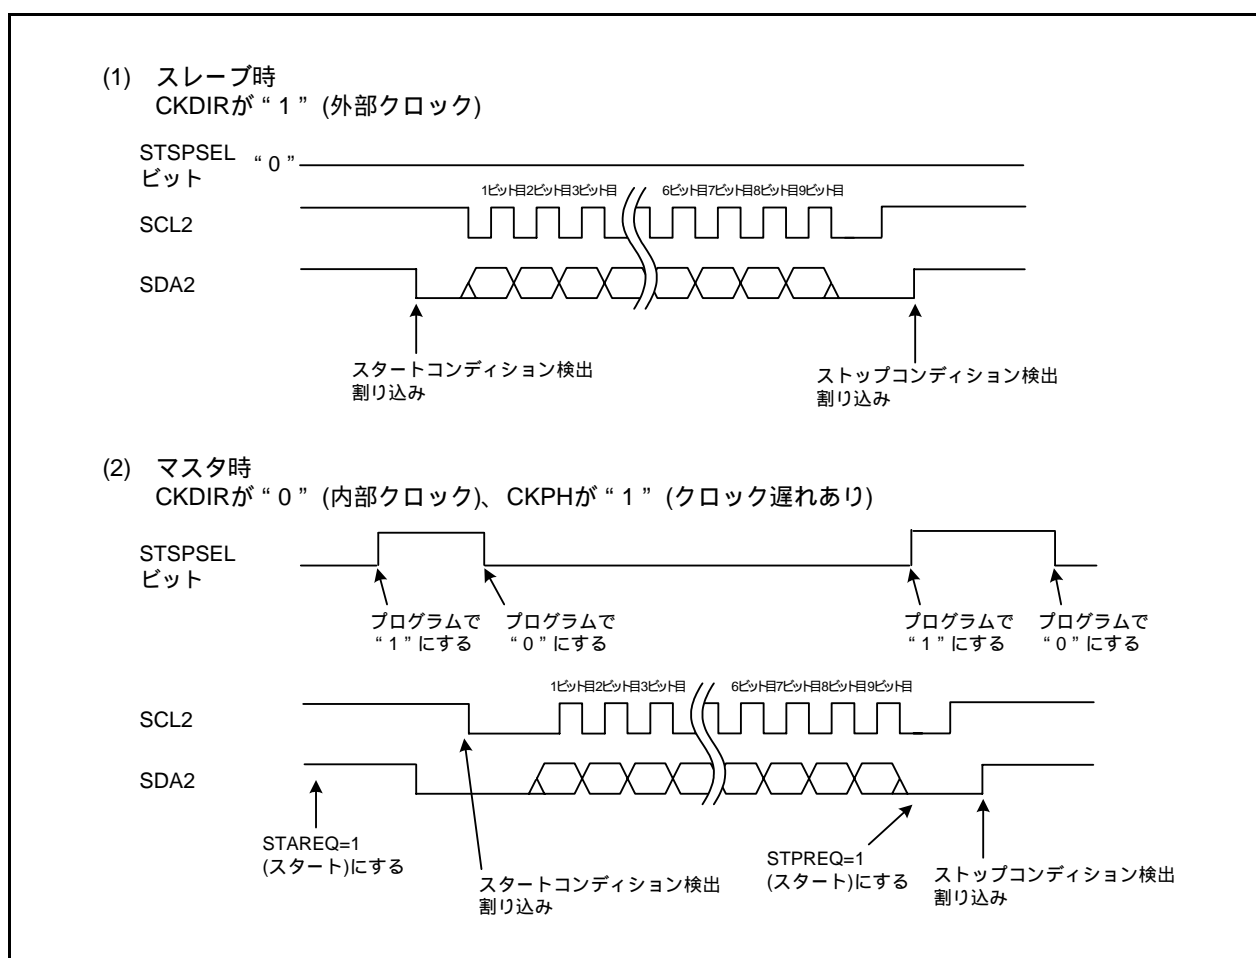 (1) スレーブ時
CKDIRが“1”(外部クロック)
STSPSEL “0”
ビット
1ビット目2ビット目3ビット目 6ビット目7ビット目8ビット目9ビット目
SCL2
SDA2
スタートコンディション検出
割り込み
ストップコンディション検出
割り込み
(2) マスタ時
CKDIRが“0”(内部クロック)、CKPHが“1”(クロック遅れあり)
STSPSEL
ビット
プログラムで
“1”にする
プログラムで
“0”にする
プログラムで
“1”にする
プログラムで
“0”にする
1ビット目2ビット目3ビット目 6ビット目7ビット目8ビット目9ビット目
SCL2
SDA2
STAREQ=1
(スタート)にする
スタートコンディション検出
割り込み
STPREQ=1
(スタート)にする
ストップコンディション検出
割り込み